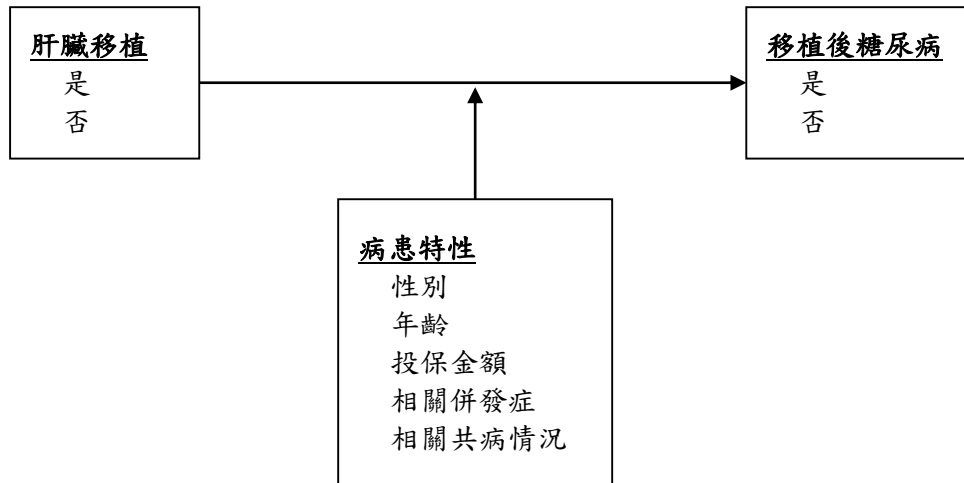 肝臟移植
是
否
移植後糖尿病
是
否
病患特性
性別
年齡
投保金額
相關併發症
相關共病情況